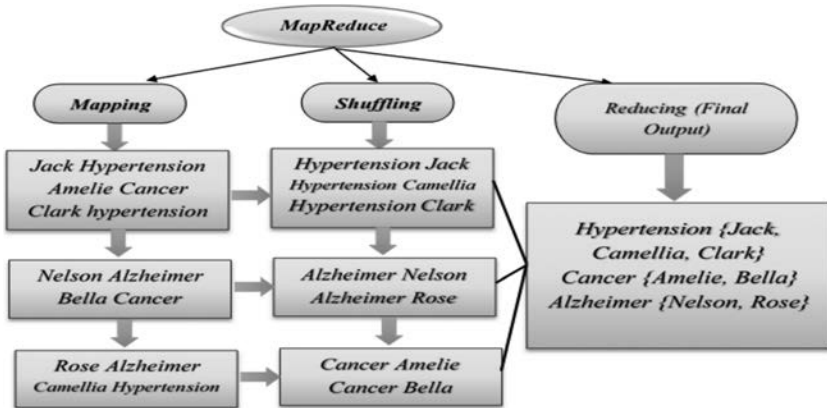 MapReduce
Mapping
Jack Hypertension
Amelie Cancer
Clark hypertension
Nelson Alzheimer
Bella Cancer
Rose Alzheimer
Camellia Hypertension
Shuffling
Hypertension Jack
Hypertension Camellia
Hypertension Clark
Alzheimer Nelson
Alzheimer Rose
Cancer Amelie
Cancer Bella
Reducing (Final
Output)
Hypertension {Jack,
Camellia, Clark}
Cancer {Amelie, Bella}
Alzheimer {Nelson, Rose}